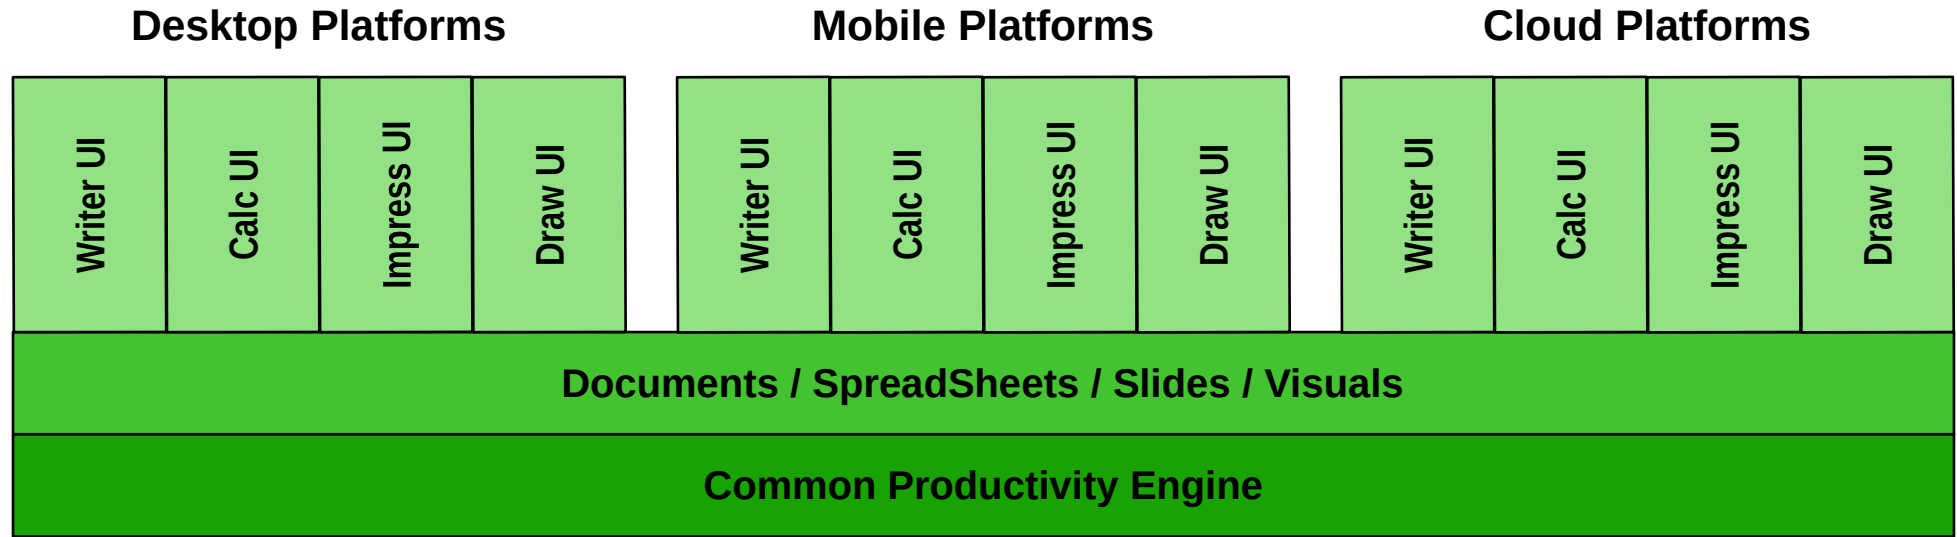 Desktop Platforms
Mobile Platforms
Cloud Platforms
Writer UI
Calc UI
Impress UI
Draw UI
Writer UI
Calc UI
Impress UI
Draw UI
Writer UI
Calc UI
Impress UI
Draw UI
Documents / SpreadSheets / Slides / Visuals
Common Productivity Engine